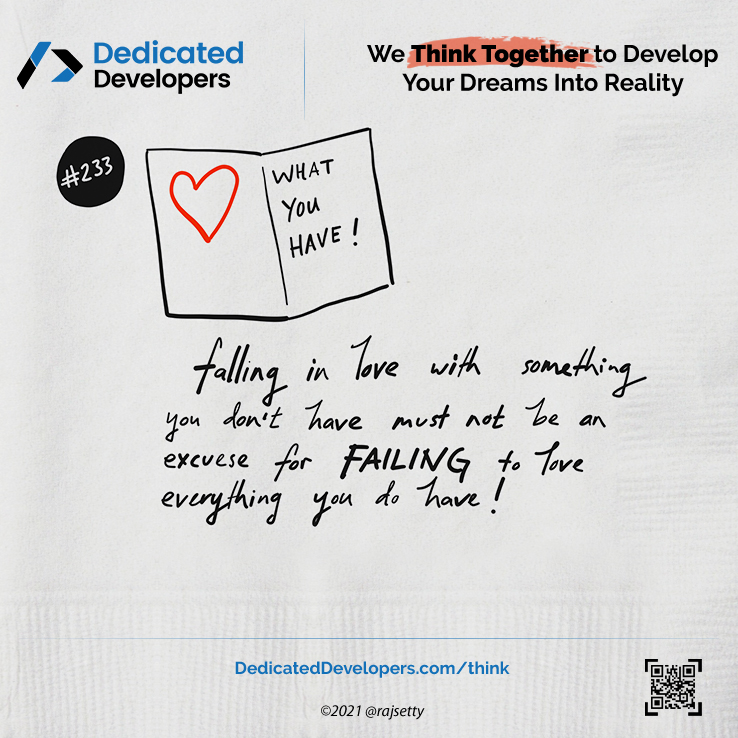 Dedicated
Developers
We Think Together to Develop
Your Dreams Into Reality
#233
WHAT
YOU
HAVE!
falling in love with something
you don't have must not be an
excuese for FAILING to love
everything you do have!
DedicatedDevelopers.com/think
©2021 @rajsetty